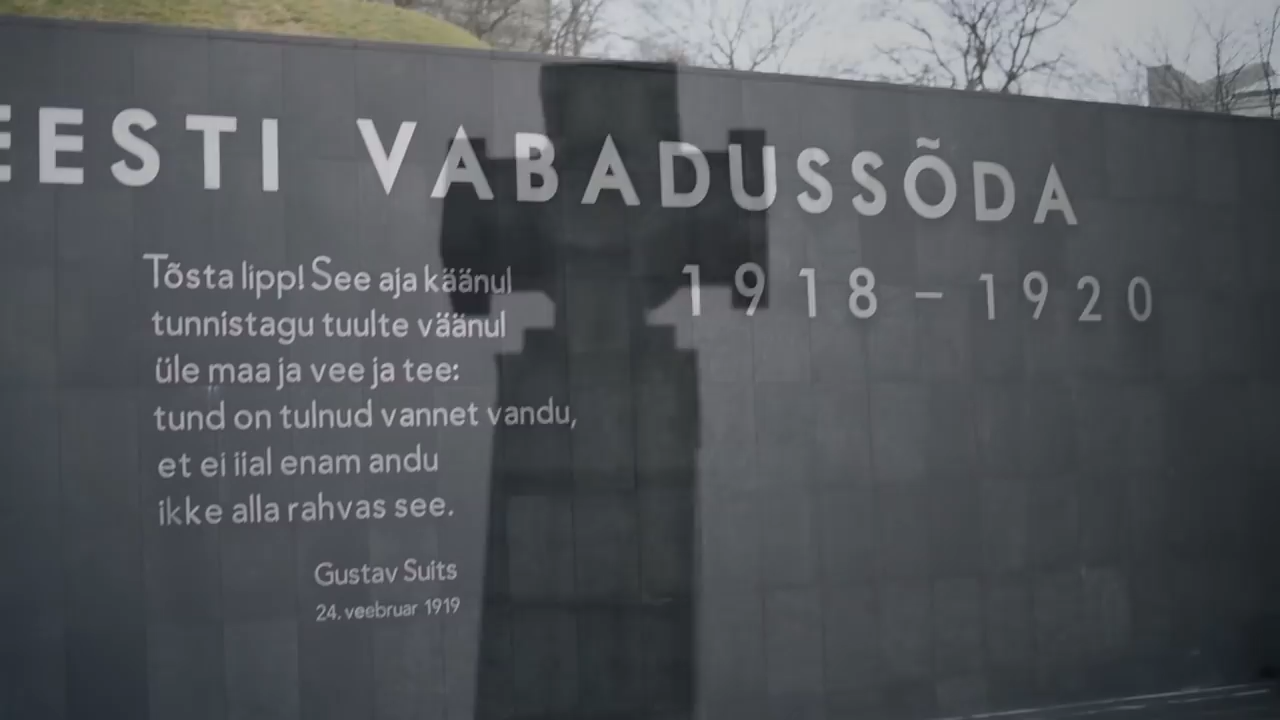 EESTI VABADUSSÕDA
1918 – 1920
Tõsta lipp! See aja käänul
tunnistagu tuulte väänul
üle maa ja vee ja tee:
tund on tulnud vannet vandu,
et ei iial enam andu
ikke alla rahvas see.
Gustav Suits
24. veebruar 1919